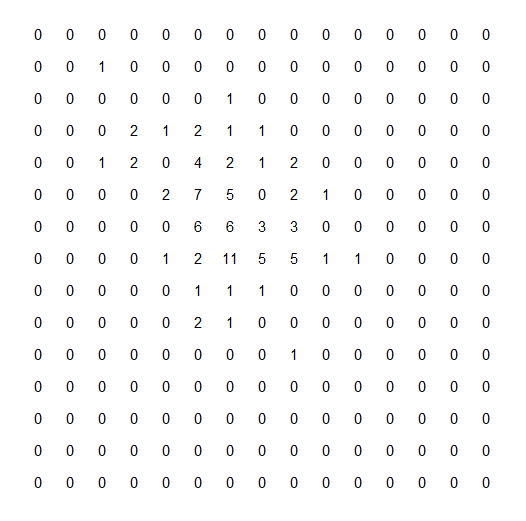 0 0 0 0 0 0 0 0 0 0 0 0 0 0 0
0 0 1 0 0 0 0 0 0 0 0 0 0 0 0
0 0 0 0 0 0 1 0 0 0 0 0 0 0 0
0 0 0 2 1 2 1 1 0 0 0 0 0 0 0
0 0 1 2 0 4 2 1 2 0 0 0 0 0 0
0 0 0 0 2 7 5 0 2 1 0 0 0 0 0
0 0 0 0 0 6 6 3 3 0 0 0 0 0 0
0 0 0 0 1 2 11 5 5 1 1 0 0 0 0
0 0 0 0 0 1 1 1 0 0 0 0 0 0 0
0 0 0 0 0 2 1 0 0 0 0 0 0 0 0
0 0 0 0 0 0 0 0 1 0 0 0 0 0 0
0 0 0 0 0 0 0 0 0 0 0 0 0 0 0
0 0 0 0 0 0 0 0 0 0 0 0 0 0 0
0 0 0 0 0 0 0 0 0 0 0 0 0 0 0
0 0 0 0 0 0 0 0 0 0 0 0 0 0 0